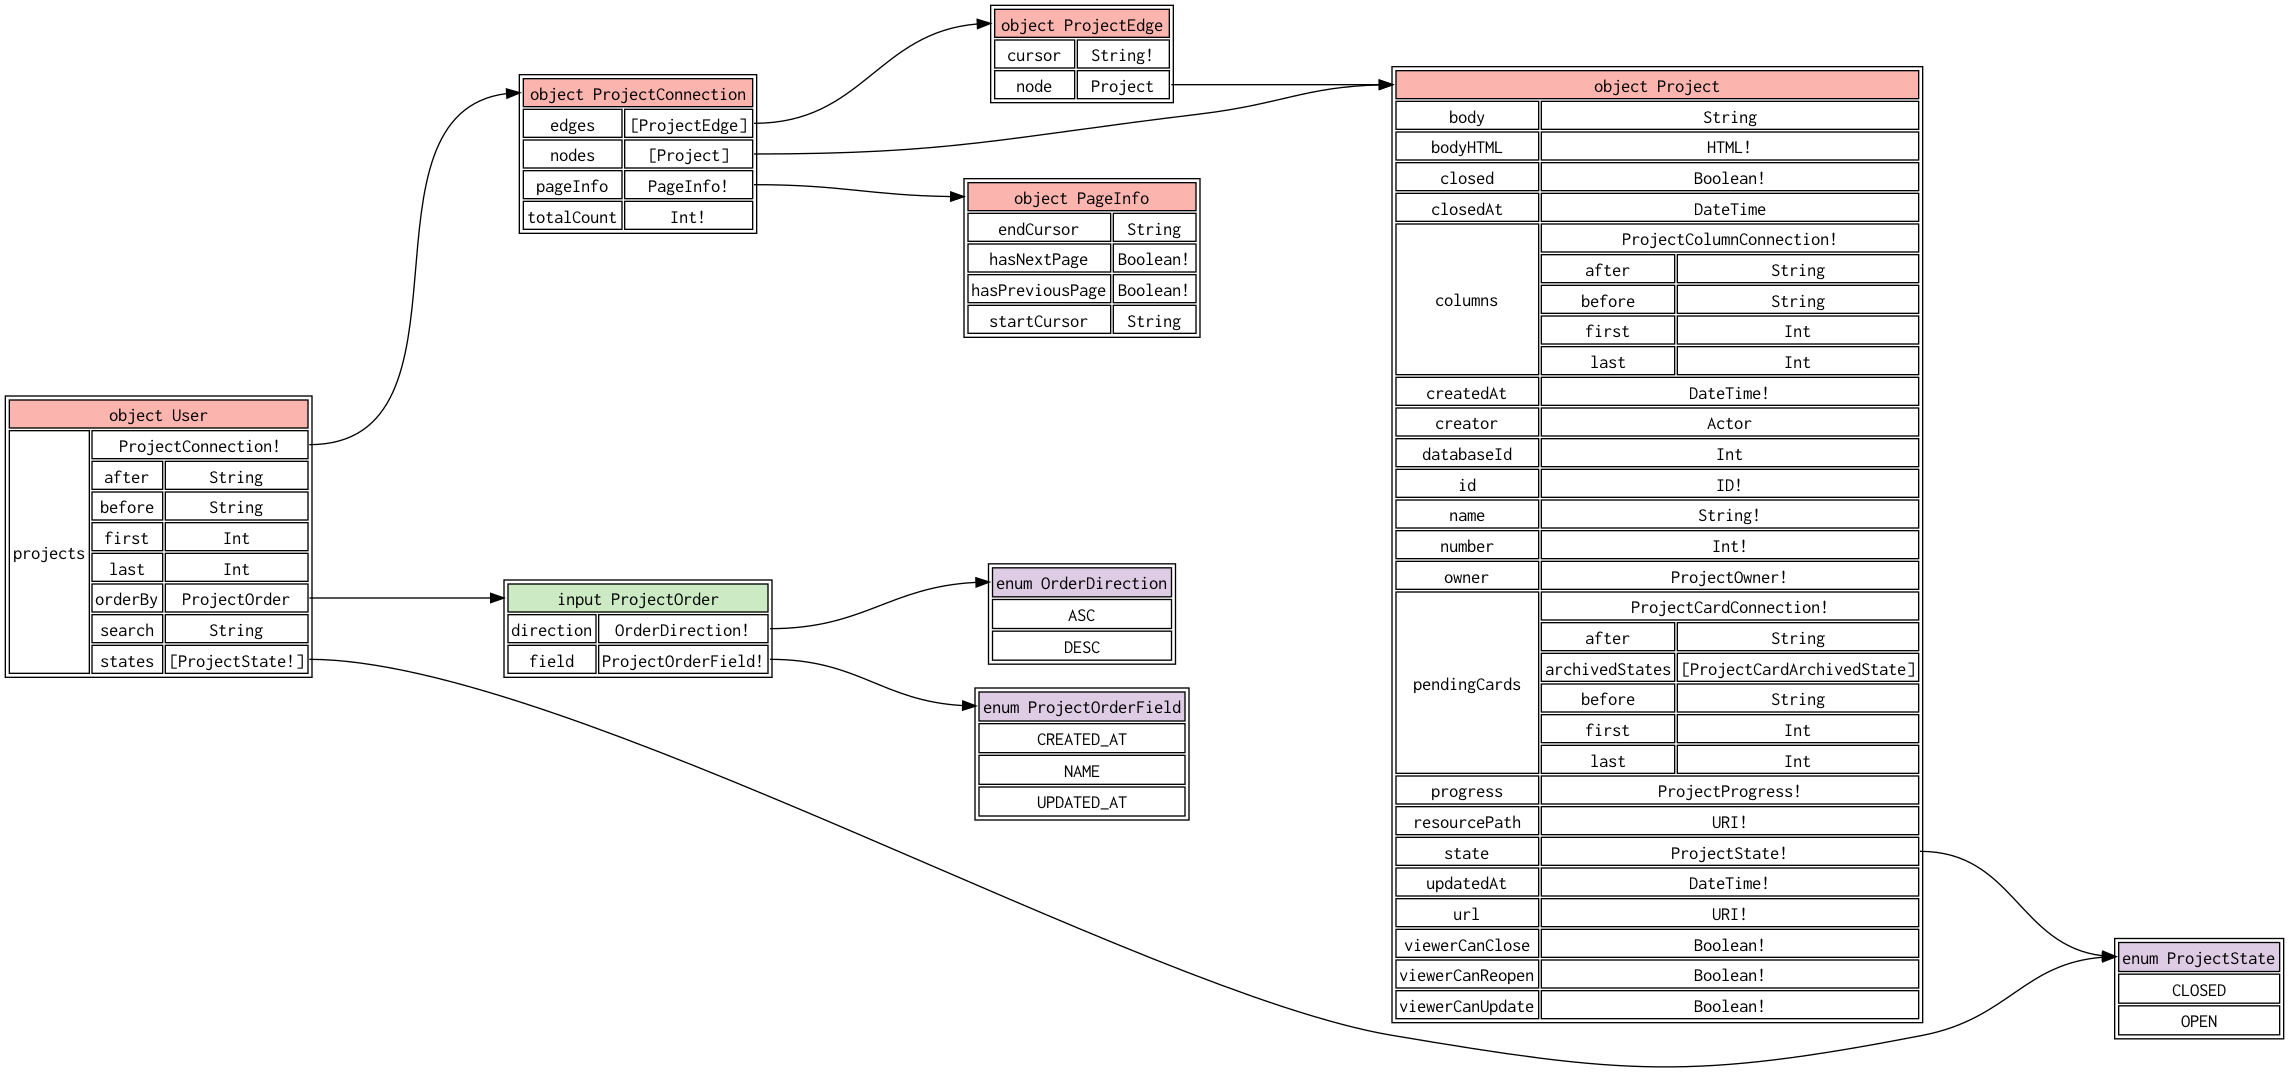 object User
projects
ProjectConnection!
after String
before String
first Int
last Int
orderBy ProjectOrder
search String
states [ProjectState!]
object ProjectConnection
edges [ProjectEdge]
nodes [Project]
pageInfo PageInfo!
totalCount Int!
input ProjectOrder
direction OrderDirection!
field ProjectOrderField!
object ProjectEdge
cursor String!
node Project
object PageInfo
endCursor String
hasNextPage Boolean!
hasPreviousPage Boolean!
startCursor String
enum OrderDirection
ASC
DESC
enum ProjectOrderField
CREATED_AT
NAME
UPDATED_AT
object Project
body String
bodyHTML HTML!
closed Boolean!
closedAt DateTime
columns
ProjectColumnConnection!
after String
before String
first Int
last Int
createdAt DateTime!
creator Actor
databaseId Int
id ID!
name String!
number Int!
owner ProjectOwner!
pendingCards
ProjectCardConnection!
after String
archivedStates [ProjectCardArchivedState]
before String
first Int
last Int
progress ProjectProgress!
resourcePath URI!
state ProjectState!
updatedAt DateTime!
url URI!
viewerCanClose Boolean!
viewerCanReopen Boolean!
viewerCanUpdate Boolean!
enum ProjectState
CLOSED
OPEN